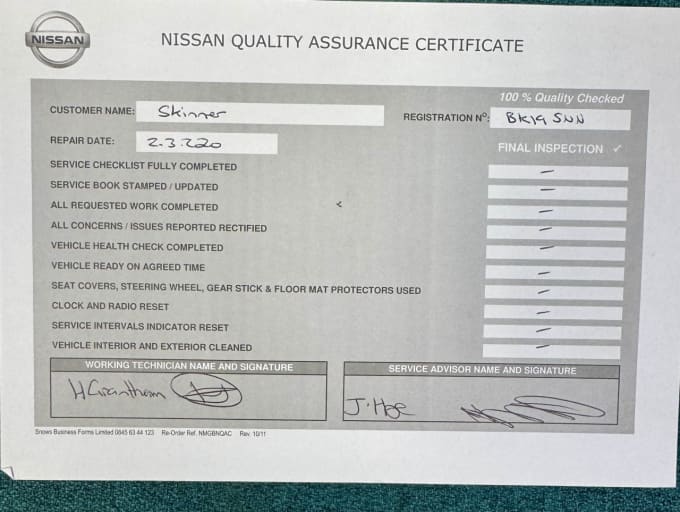 NISSAN
NISSAN QUALITY ASSURANCE CERTIFICATE
100 % Quality Checked
CUSTOMER NAME: Skinner
REGISTRATION Nº: BK19 SNN
REPAIR DATE: 2.3.220
FINAL INSPECTION ✓
SERVICE CHECKLIST FULLY COMPLETED –
SERVICE BOOK STAMPED / UPDATED –
ALL REQUESTED WORK COMPLETED –
ALL CONCERNS / ISSUES REPORTED RECTIFIED –
VEHICLE HEALTH CHECK COMPLETED –
VEHICLE READY ON AGREED TIME –
SEAT COVERS, STEERING WHEEL, GEAR STICK & FLOOR MAT PROTECTORS USED –
CLOCK AND RADIO RESET –
SERVICE INTERVALS INDICATOR RESET –
VEHICLE INTERIOR AND EXTERIOR CLEANED –
WORKING TECHNICIAN NAME AND SIGNATURE
H Grantham
SERVICE ADVISOR NAME AND SIGNATURE
J. Hoe
Snows Business Forms Limited 0845 63 44 123 Re-Order Ref. NMGBNQAC Rev. 10/11